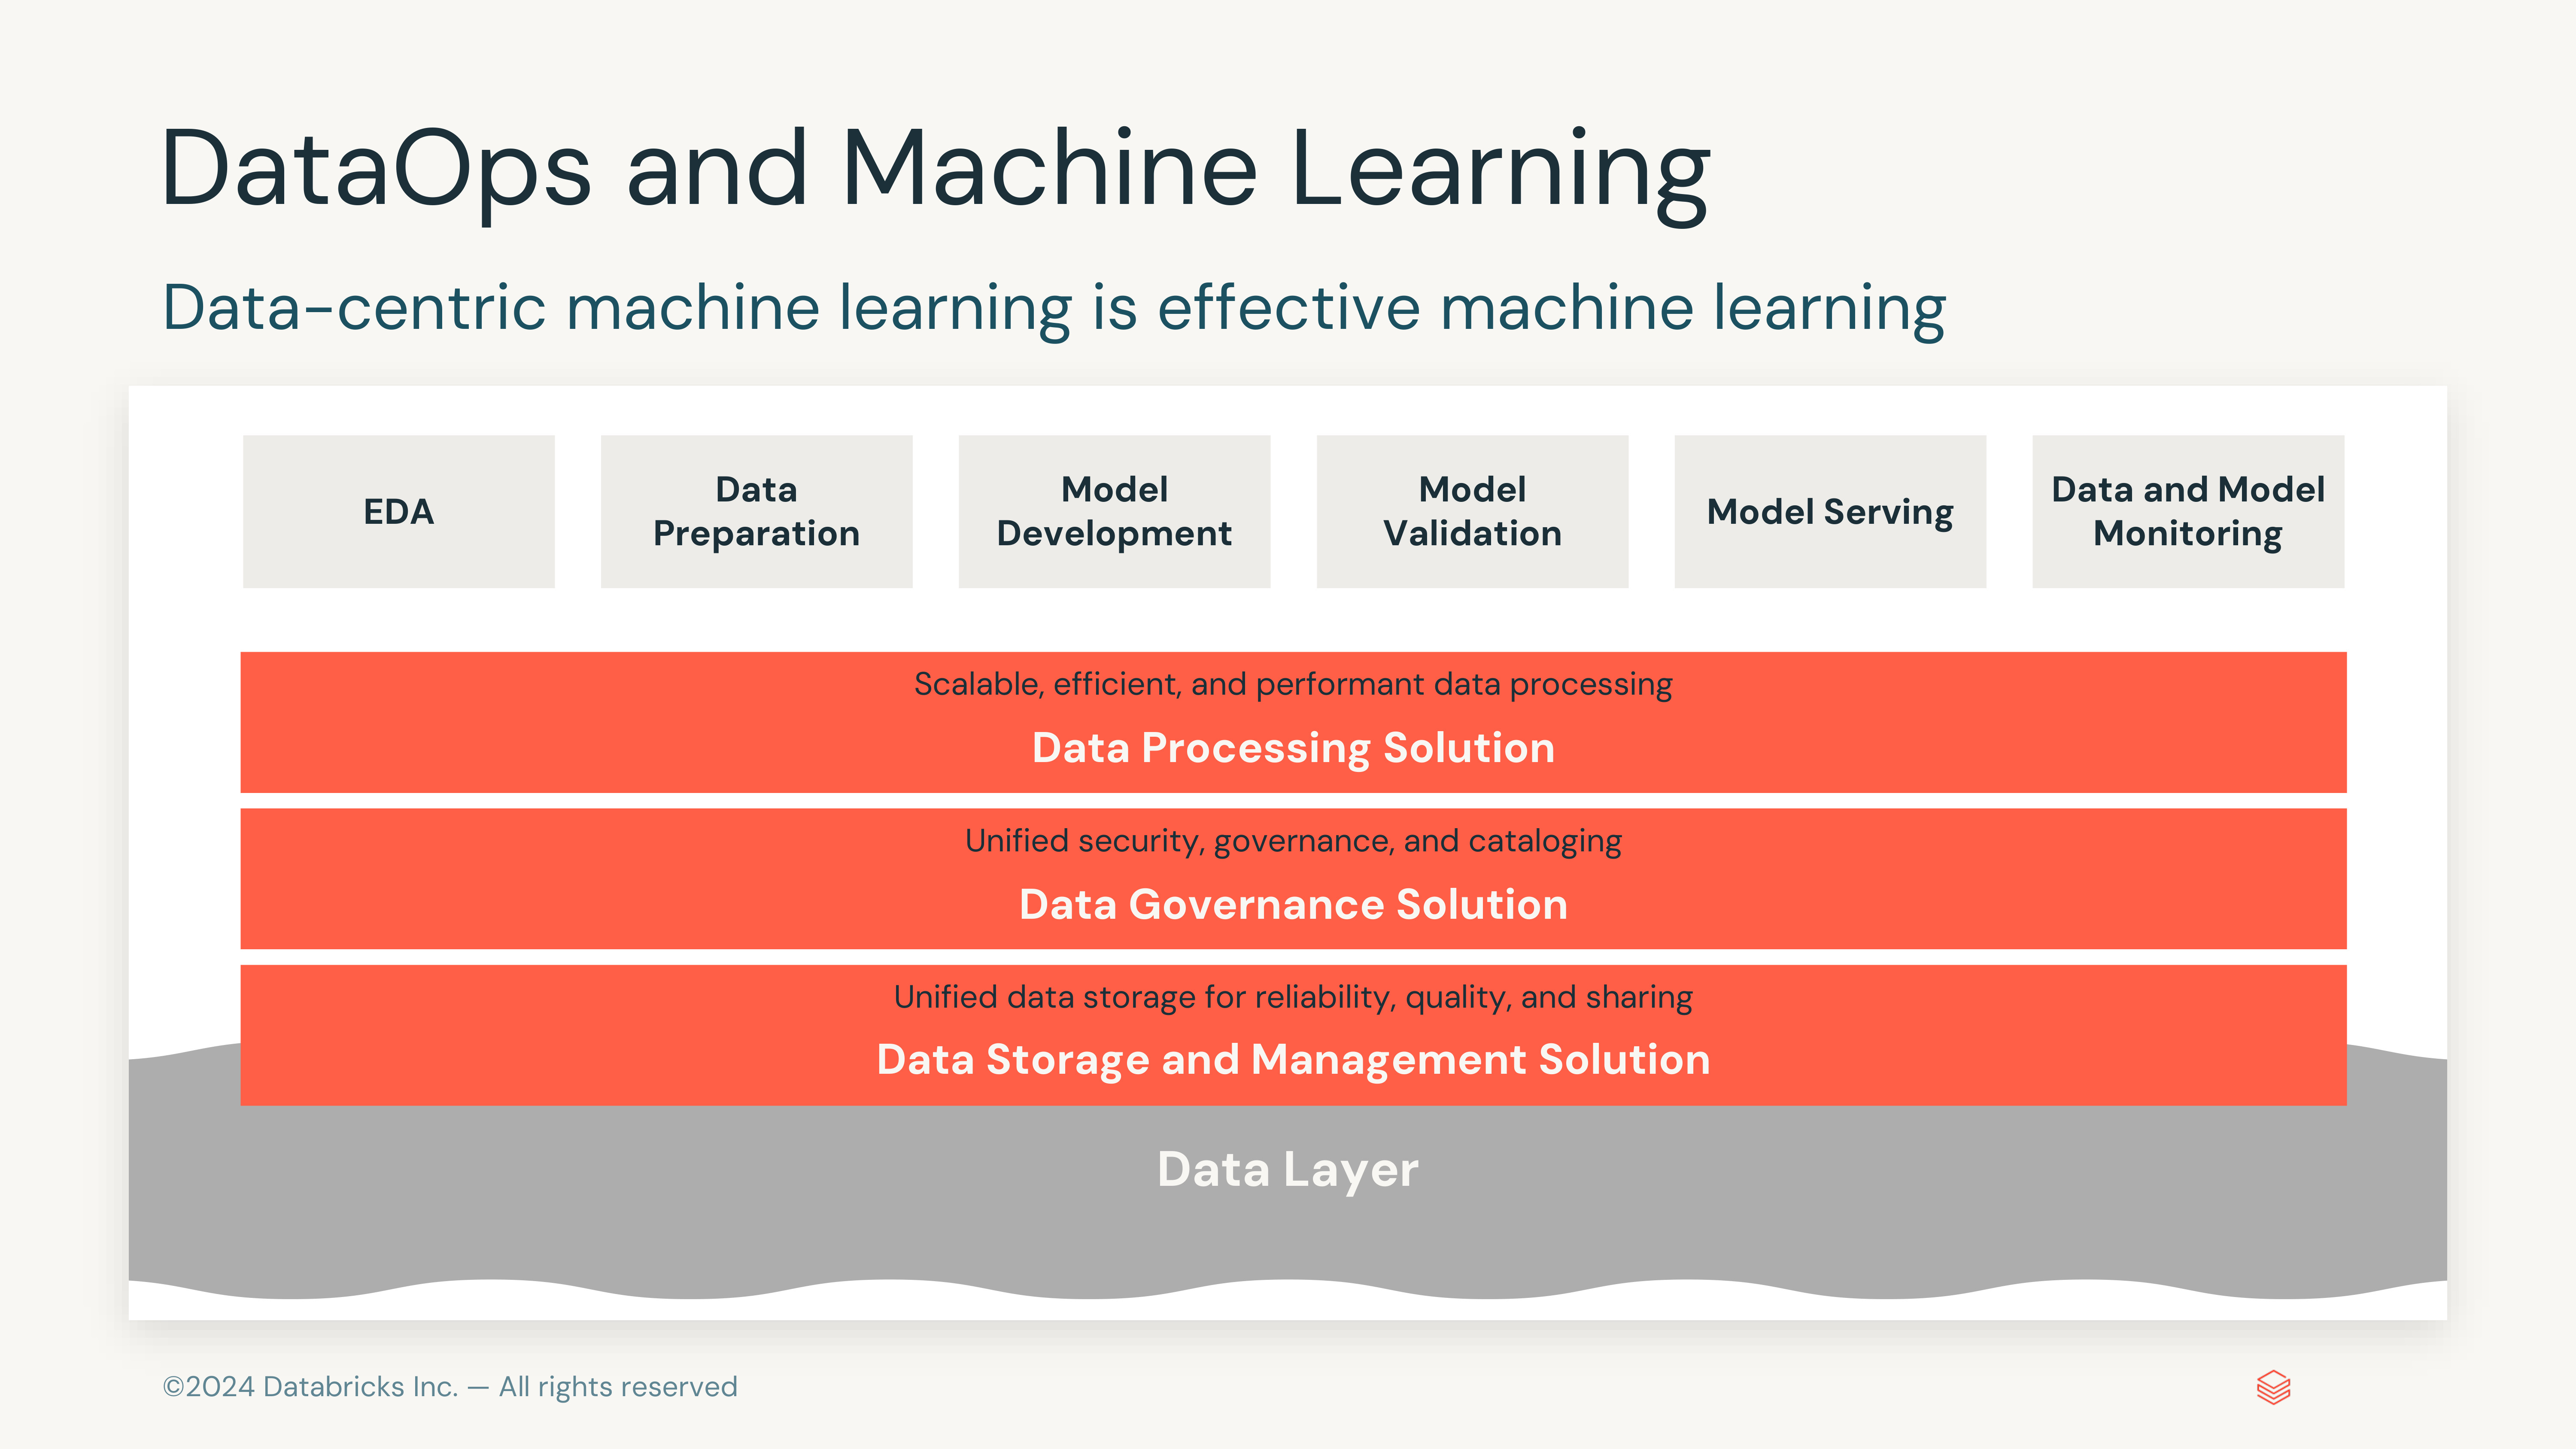 DataOps and Machine Learning
Data-centric machine learning is effective machine learning
EDA
Data
Preparation
Model
Development
Model
Validation
Model Serving
Data and Model
Monitoring
Scalable, efficient, and performant data processing
Data Processing Solution
Unified security, governance, and cataloging
Data Governance Solution
Unified data storage for reliability, quality, and sharing
Data Storage and Management Solution
Data Layer
©2024 Databricks Inc. — All rights reserved